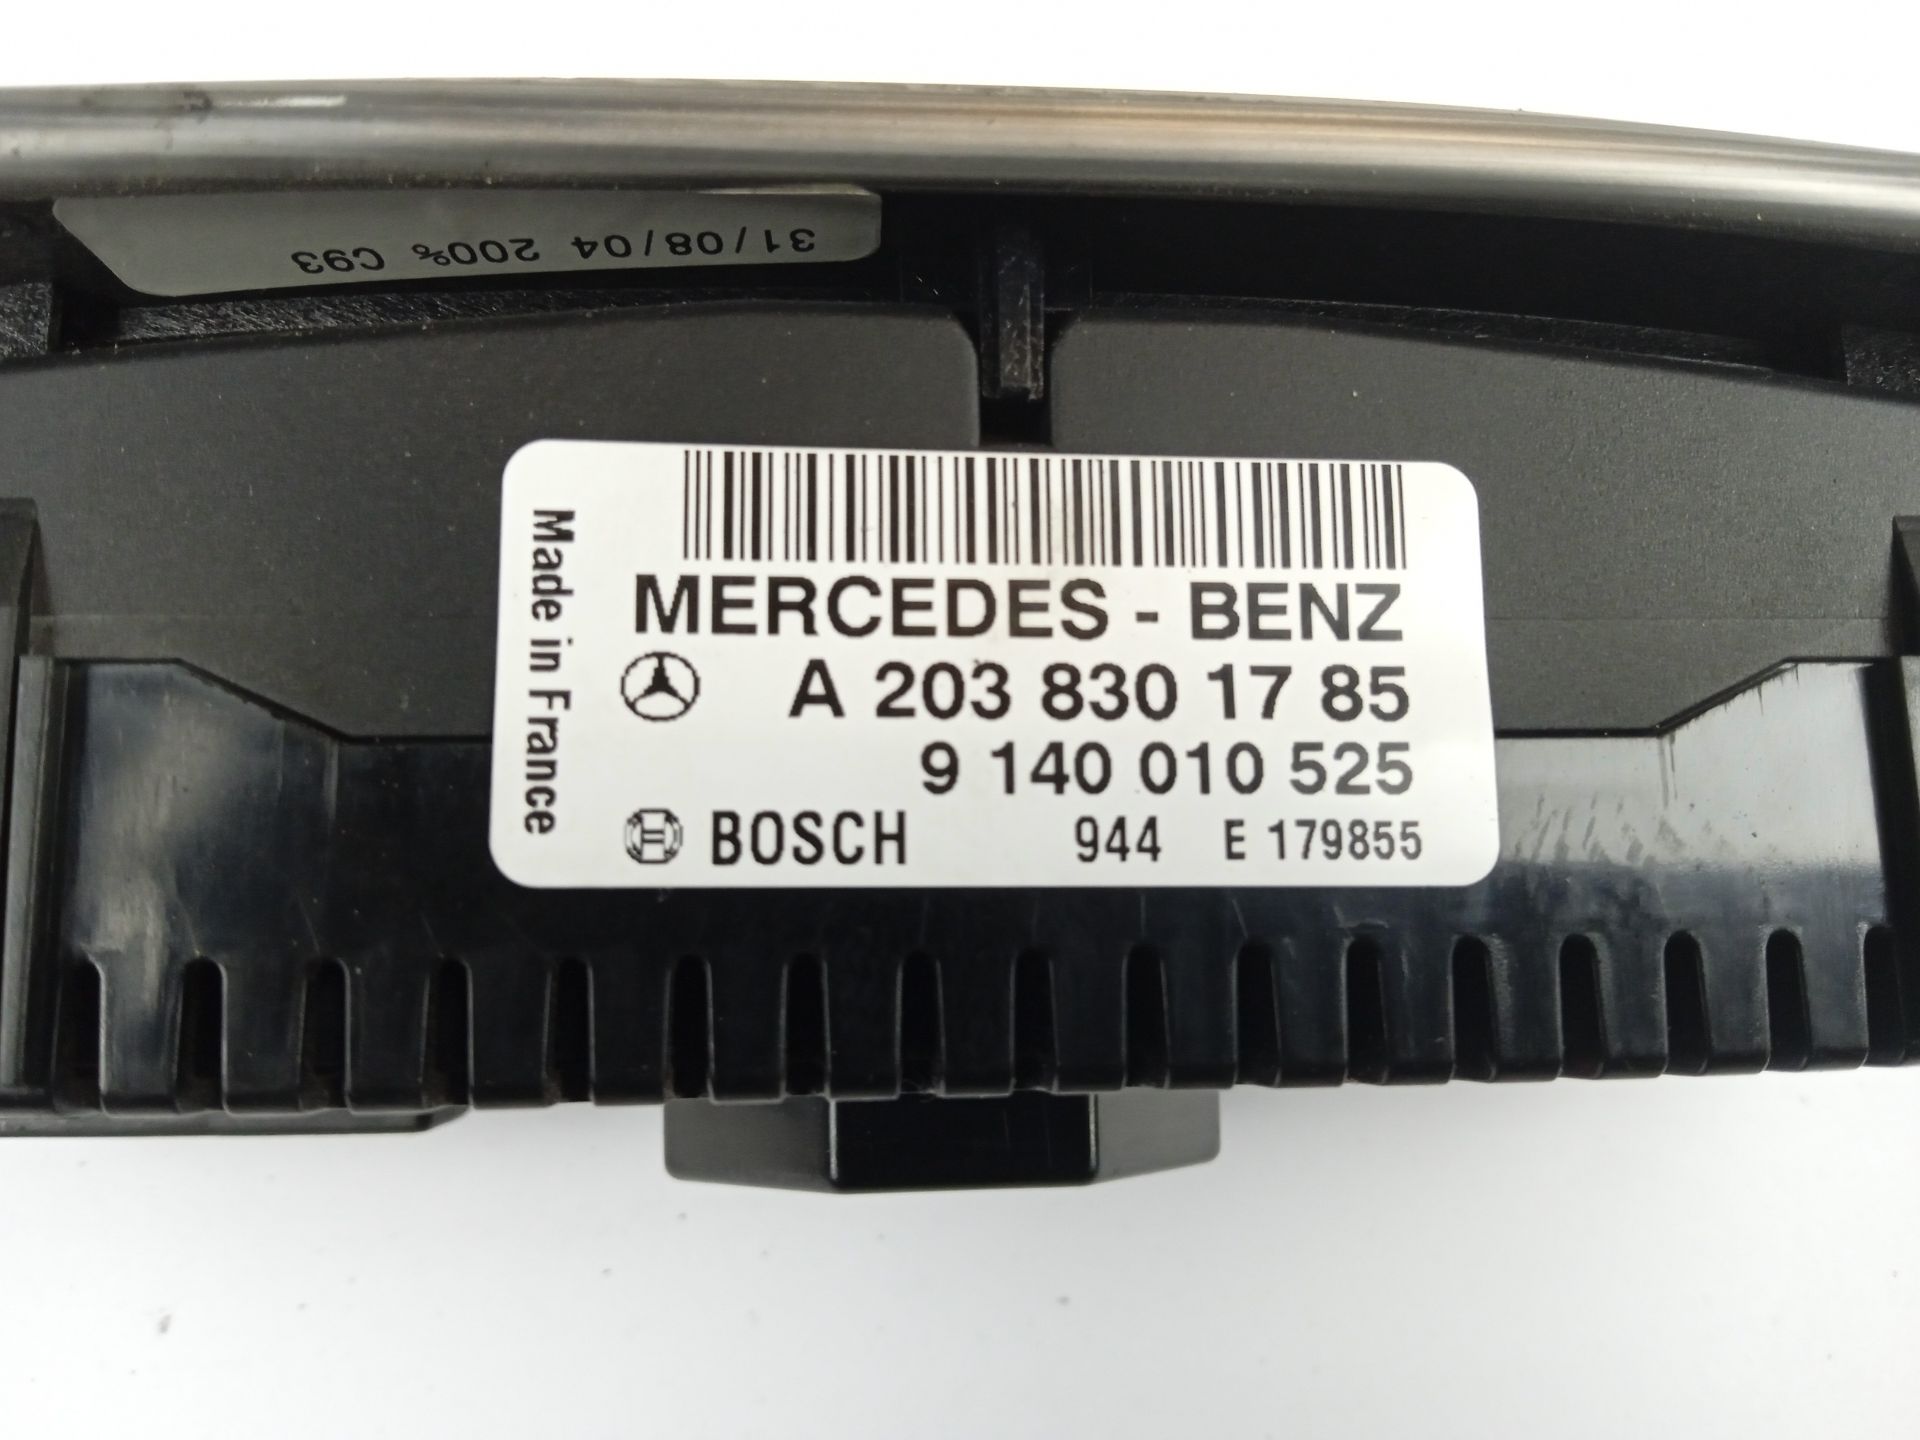 31/08/04 200% C93
Made in France
MERCEDES - BENZ
A 203 830 17 85
9 140 010 525
BOSCH 944 E 179855